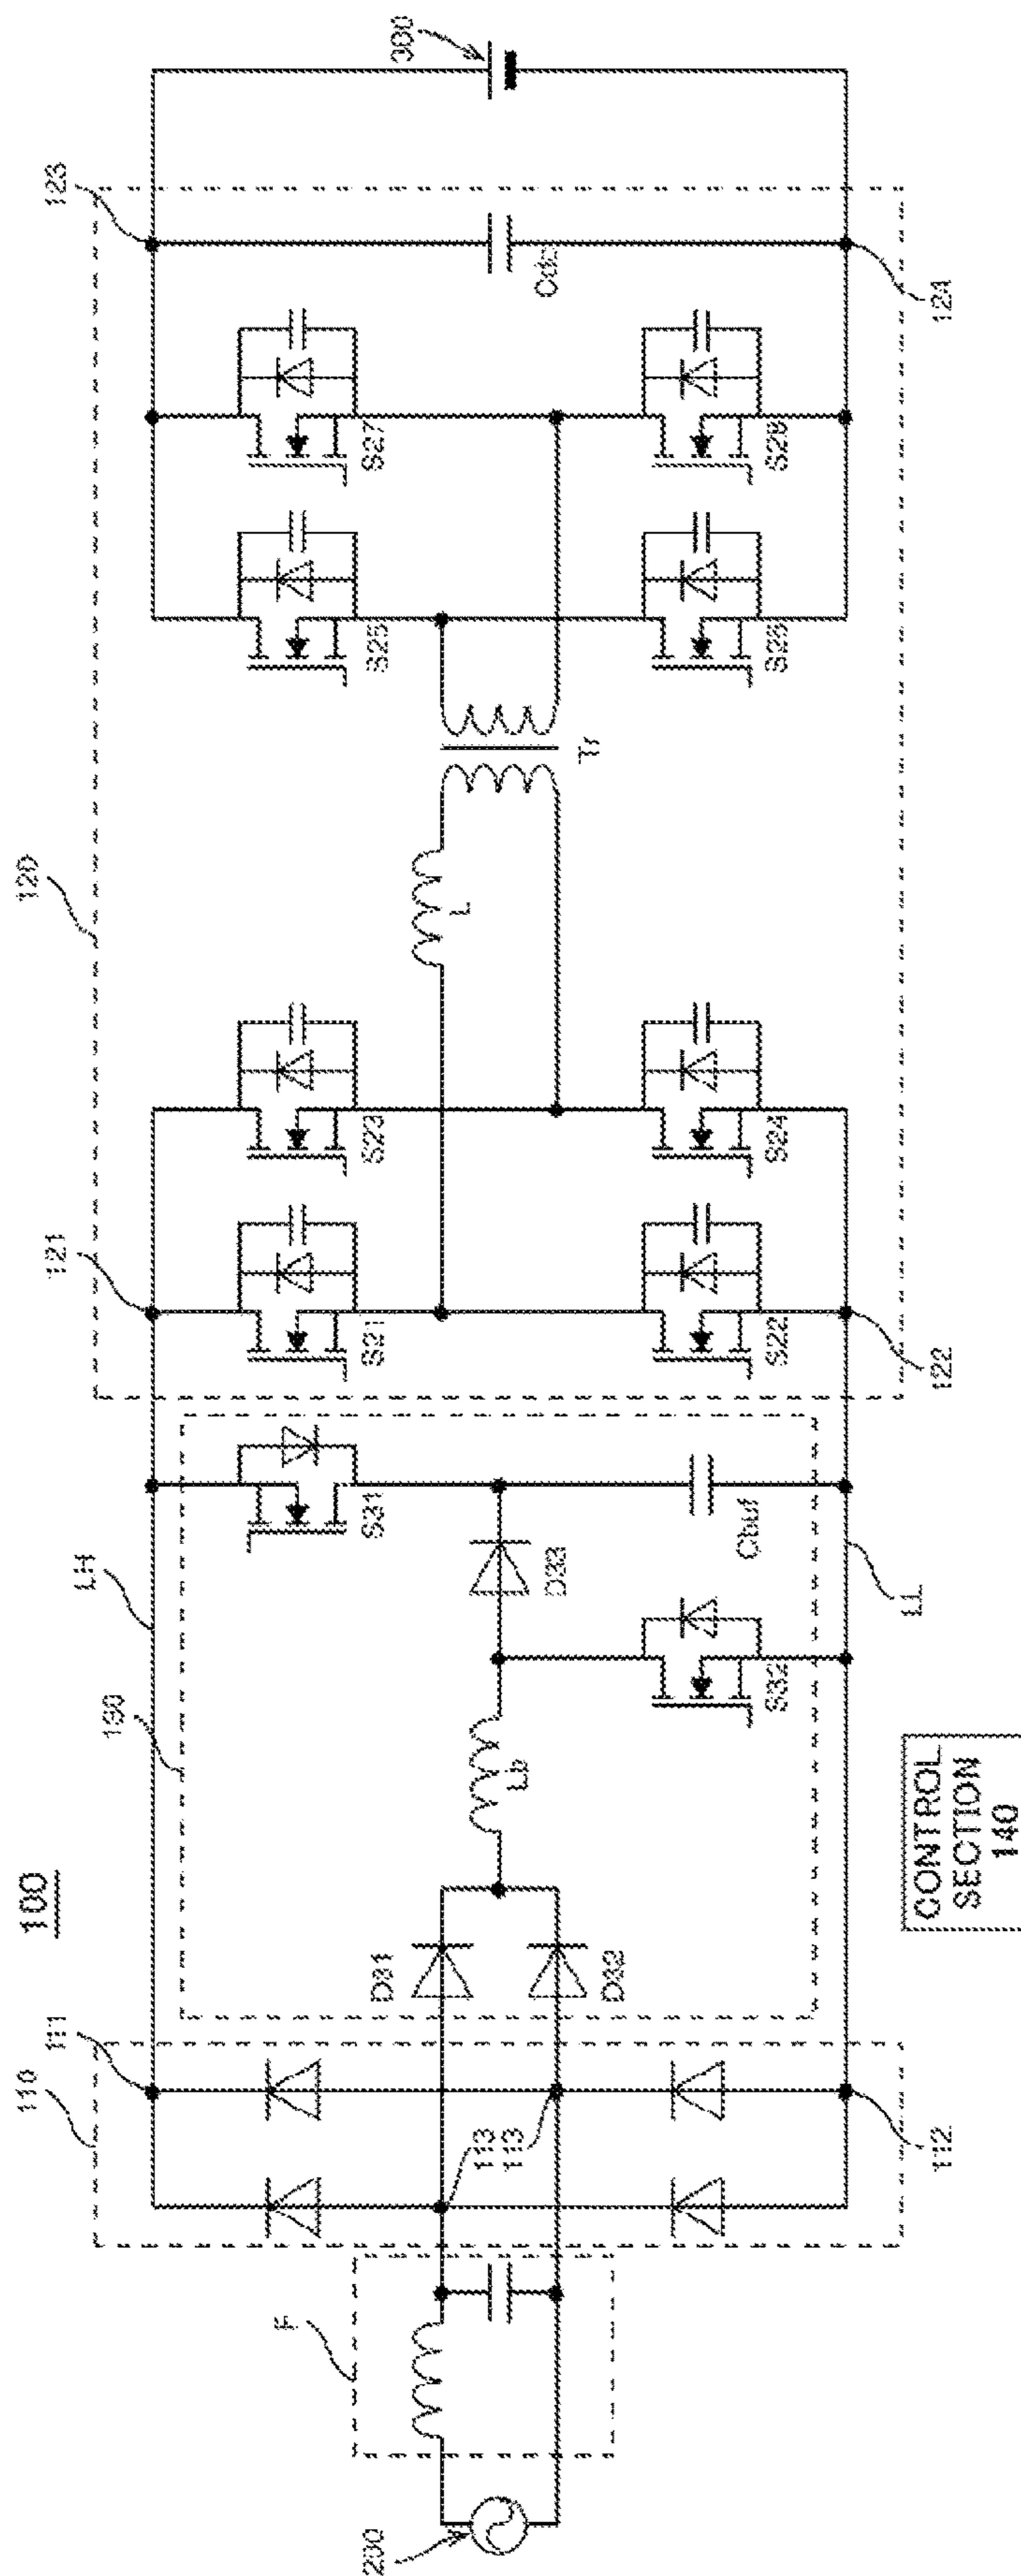 100
110
111
LH
130
121
120
123
300
F
200
113
113
D31
D32
Lb
D33
S31
S32
Cbuf
S21
S23
S22
S24
L
Tr
S25
S27
S26
S28
Cdc
112
LL
122
124
CONTROL
SECTION
140